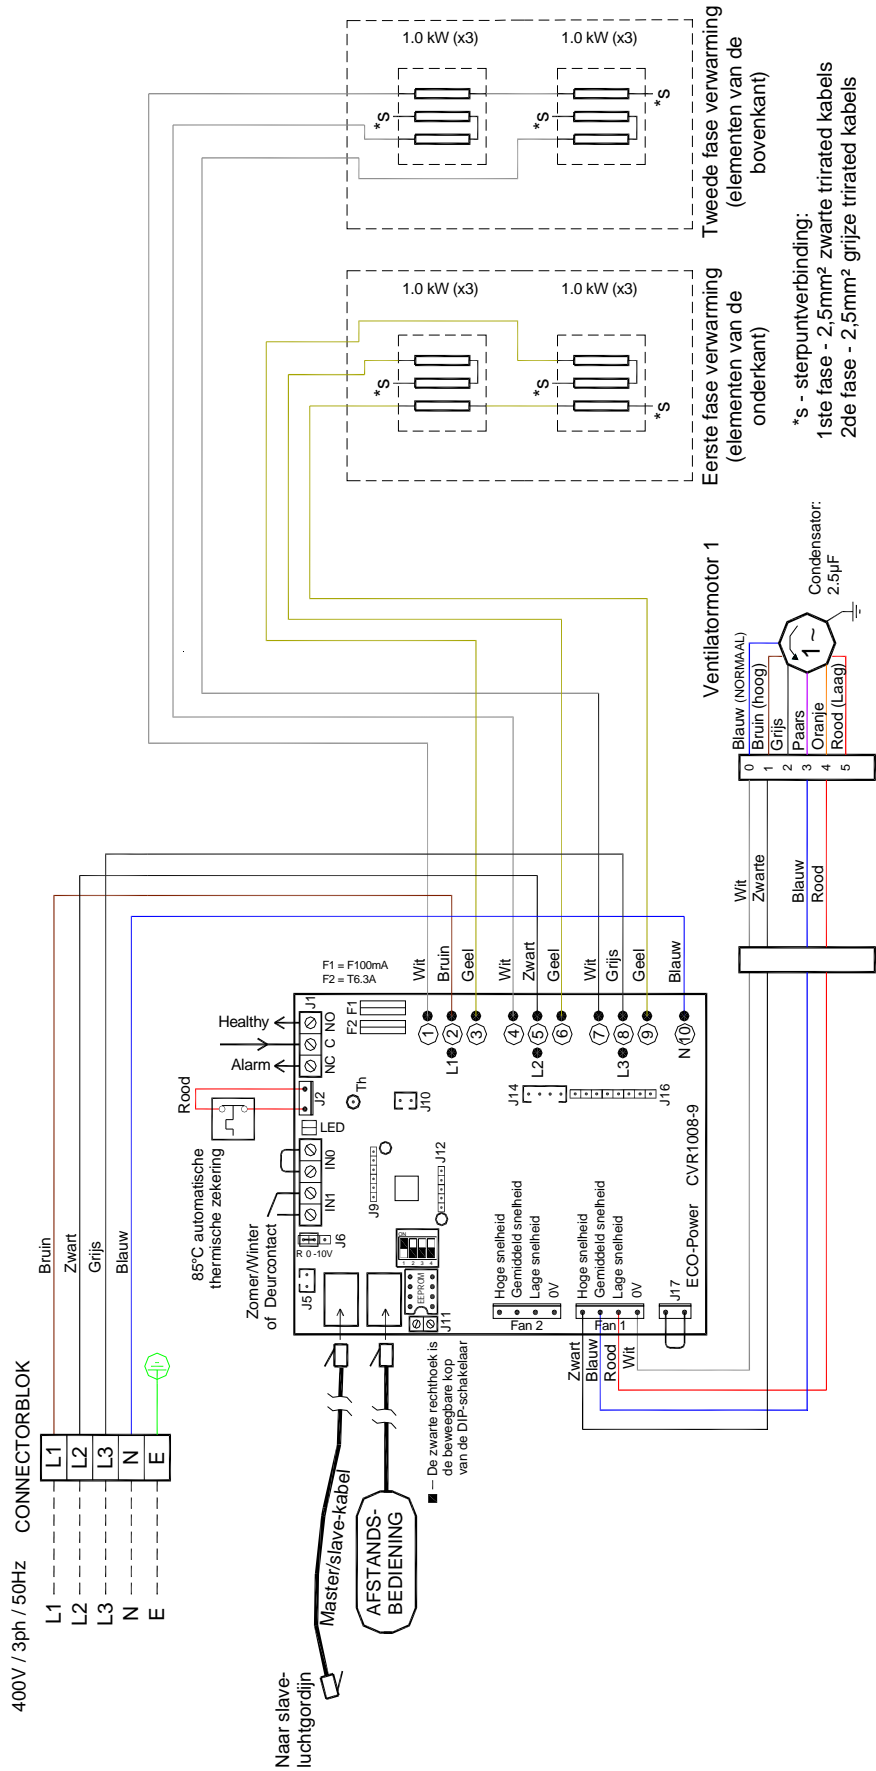 400V / 3ph / 50Hz
CONNECTORBLOK
L1
L2
L3
N
E
L1
L2
L3
N
E
Bruin
Zwart
Grijs
Blauw
Naar slave-
luchtgordijn
Master/slave-kabel
AFSTANDS-
BEDIENING
■ – De zwarte rechthoek is
de beweegbare kop
van de DIP-schakelaar
Zomer/Winter
of Deurcontact
85°C automatische
thermische zekering
Rood
Alarm
Healthy
J5
J6
R 0 -10V
IN1
IN0
LED
J2
NC
C
NO
J1
F1 = F100mA
F2 = T6.3A
F2
F1
Th
J10
J9
J12
ON
1 2 3 4
EEPROM
J11
J14
J16
Hoge snelheid
Gemiddeld snelheid
Lage snelheid
0V
Fan 2
Hoge snelheid
Gemiddeld snelheid
Lage snelheid
0V
Fan 1
J17
ECO-Power
CVR1008-9
Zwart
Blauw
Rood
Wit
L1
L2
L3
N
1
2
3
4
5
6
7
8
9
10
Wit
Bruin
Geel
Wit
Zwart
Geel
Wit
Grijs
Geel
Blauw
Wit
Zwarte
Blauw
Rood
0
1
2
3
4
5
Blauw (NORMAAL)
Bruin (hoog)
Grijs
Paars
Oranje
Rood (Laag)
Ventilatormotor 1
1 ~
Condensator:
2.5µF
1.0 kW (x3)
1.0 kW (x3)
*s
*s
*s
Eerste fase verwarming
(elementen van de
onderkant)
1.0 kW (x3)
1.0 kW (x3)
*s
*s
*s
Tweede fase verwarming
(elementen van de
bovenkant)
*s - sterpuntverbinding:
1ste fase - 2,5mm² zwarte trirated kabels
2de fase - 2,5mm² grijze trirated kabels